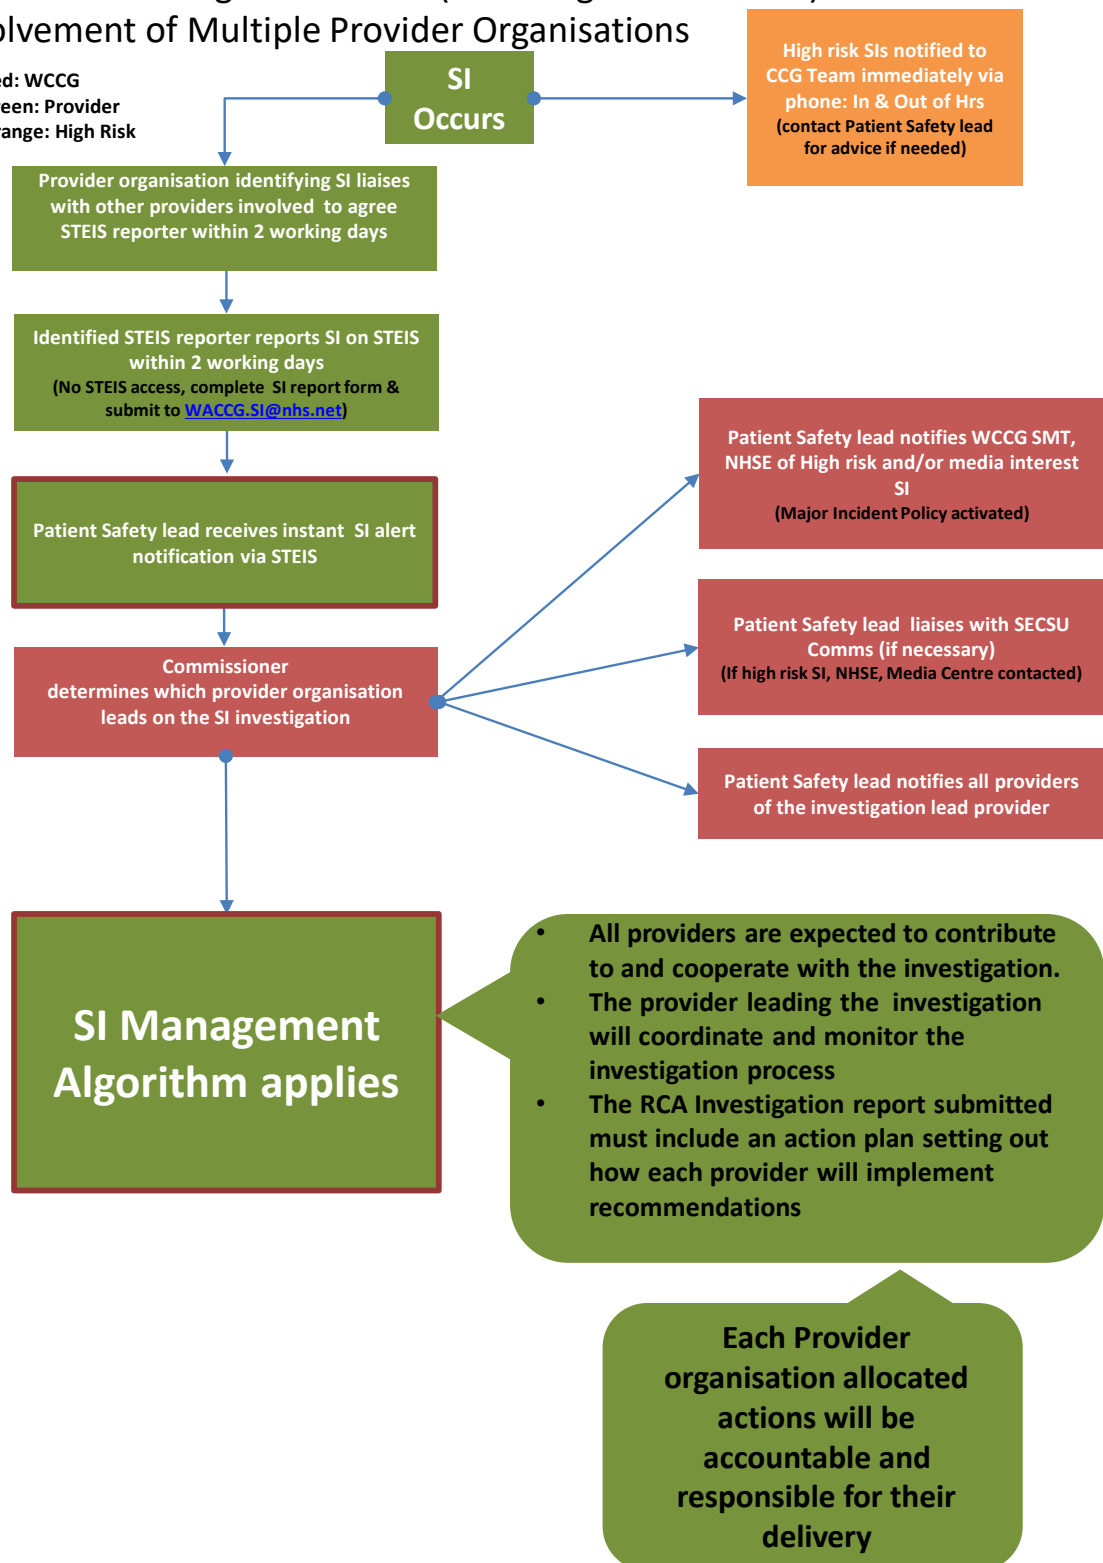 Involvement of Multiple Provider Organisations
Red: WCCG
Green: Provider
Orange: High Risk
SI
Occurs
High risk SIs notified to
CCG Team immediately via
phone: In & Out of Hrs
(contact Patient Safety lead
for advice if needed)
Provider organisation identifying SI liaises
with other providers involved to agree
STEIS reporter within 2 working days
Identified STEIS reporter reports SI on STEIS
within 2 working days
(No STEIS access, complete SI report form &
submit to WACCG.SI@nhs.net)
Patient Safety lead receives instant SI alert
notification via STEIS
Commissioner
determines which provider organisation
leads on the SI investigation
Patient Safety lead notifies WCCG SMT,
NHSE of High risk and/or media interest
SI
(Major Incident Policy activated)
Patient Safety lead liaises with SECSU
Comms (if necessary)
(If high risk SI, NHSE, Media Centre contacted)
Patient Safety lead notifies all providers
of the investigation lead provider
SI Management
Algorithm applies
• All providers are expected to contribute
to and cooperate with the investigation.
• The provider leading the investigation
will coordinate and monitor the
investigation process
• The RCA Investigation report submitted
must include an action plan setting out
how each provider will implement
recommendations
Each Provider
organisation allocated
actions will be
accountable and
responsible for their
delivery